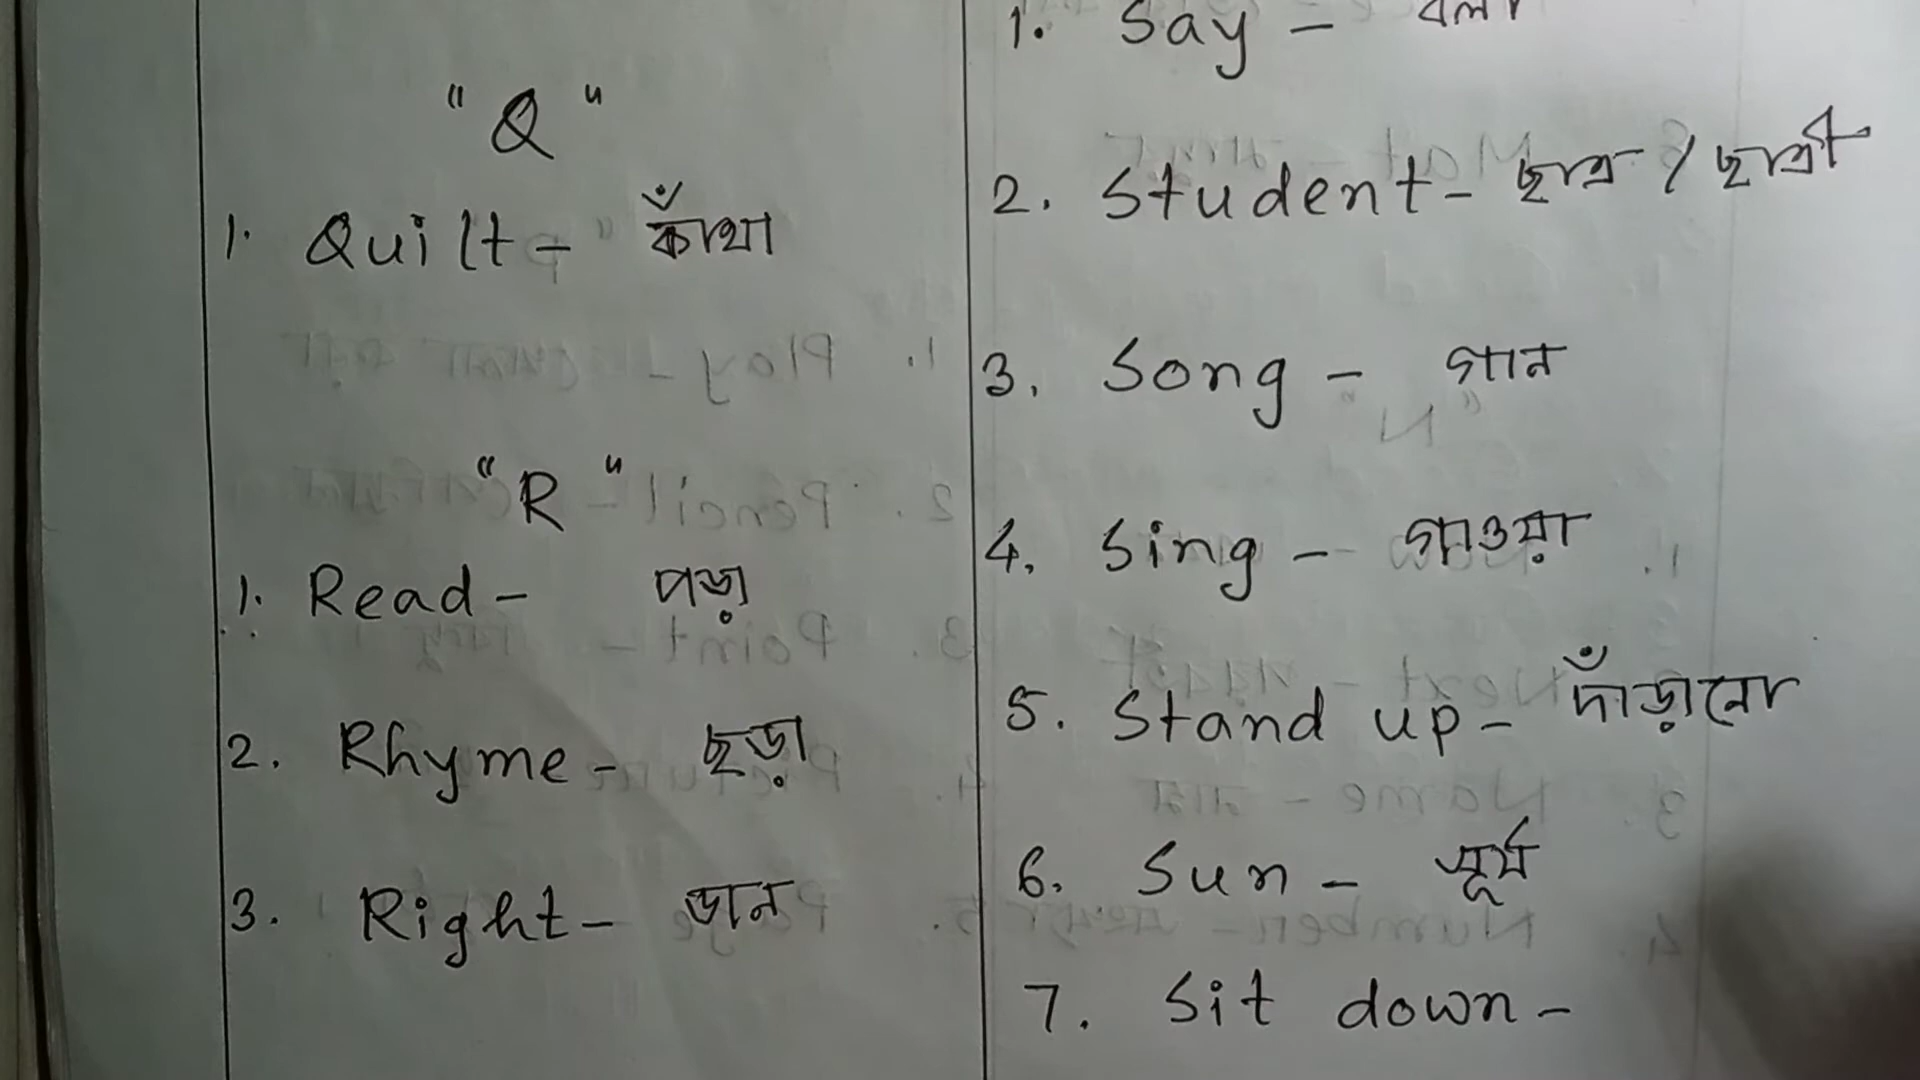 "Q"
1. Quilt - কাঁথা
"R"
1. Read - পড়া
2. Rhyme - ছড়া
3. Right - ডান
1. Say - বলা
2. Student - ছাত্র / ছাত্রী
3. Song - গান
4. Sing - গাওয়া
5. Stand up - দাঁড়ানো
6. Sun - সূর্য
7. Sit down -